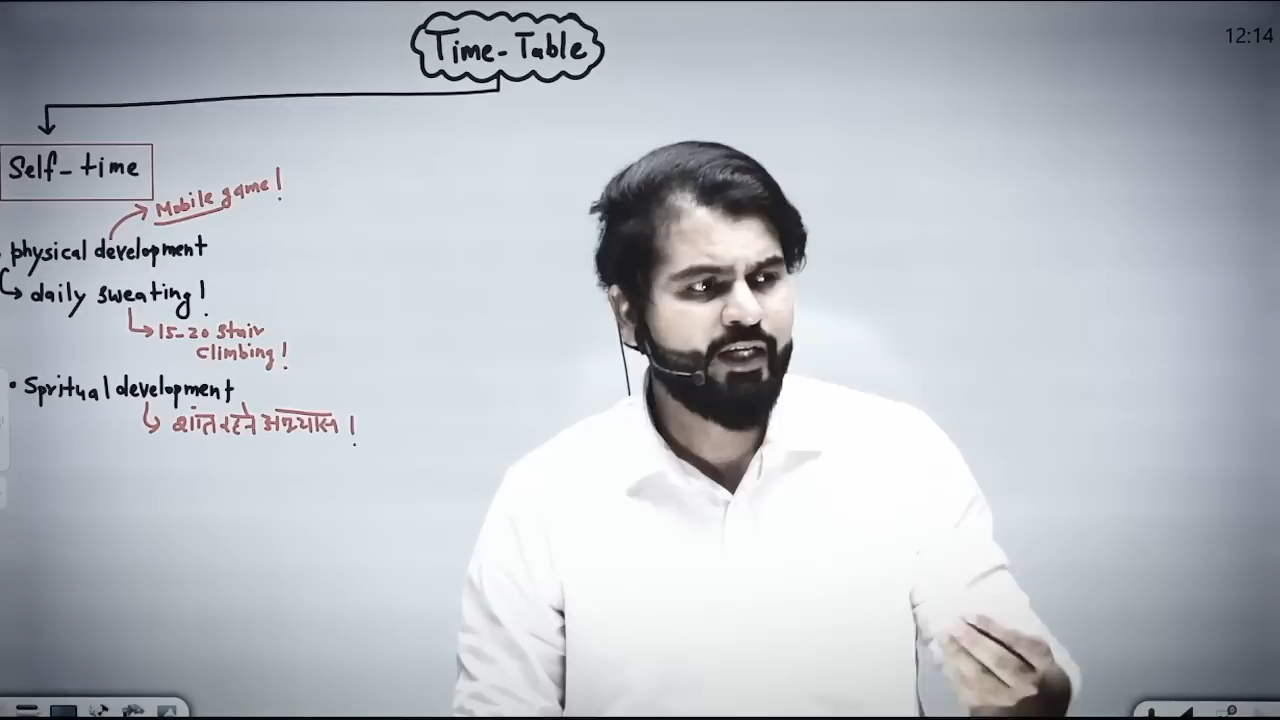 Time-Table
12:14
Self-time
Mobile game!
physical development
daily sweating!
15-20 stair
climbing!
• Spritual development
शांत रहने अभ्यास!